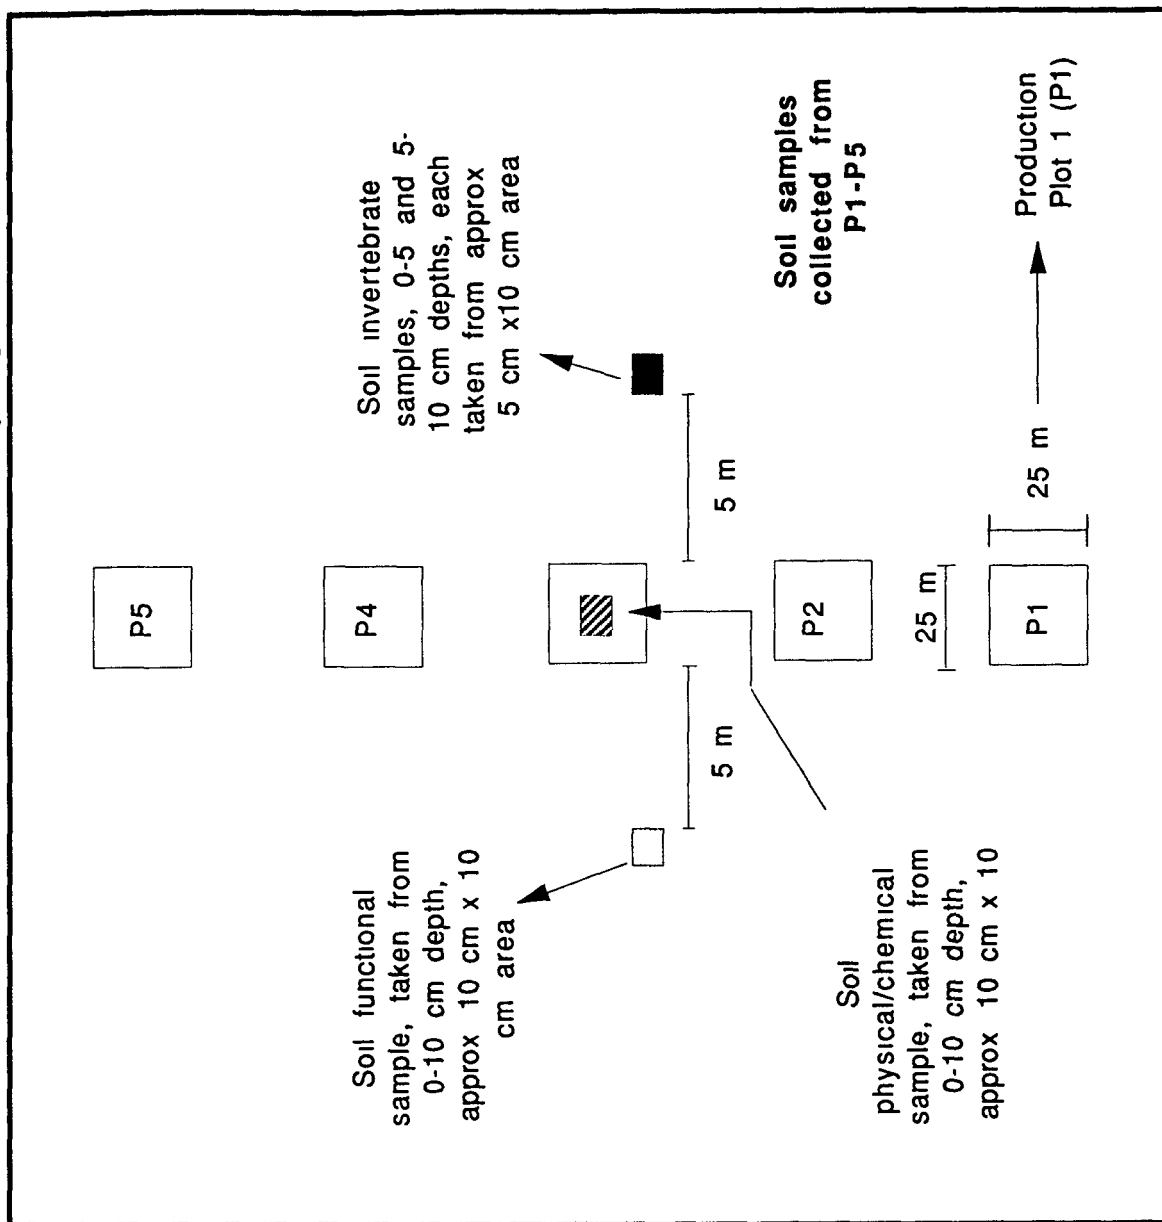 Soil invertebrate
samples, 0-5 and 5-
10 cm depths, each
taken from approx
5 cm x10 cm area
Soil samples
collected from
P1-P5
Production
Plot 1 (P1)
P5
P4
P2
P1
5 m
5 m
25 m
25 m
Soil functional
sample, taken from
0-10 cm depth,
approx 10 cm x 10
cm area
Soil
physical/chemical
sample, taken from
0-10 cm depth,
approx 10 cm x 10